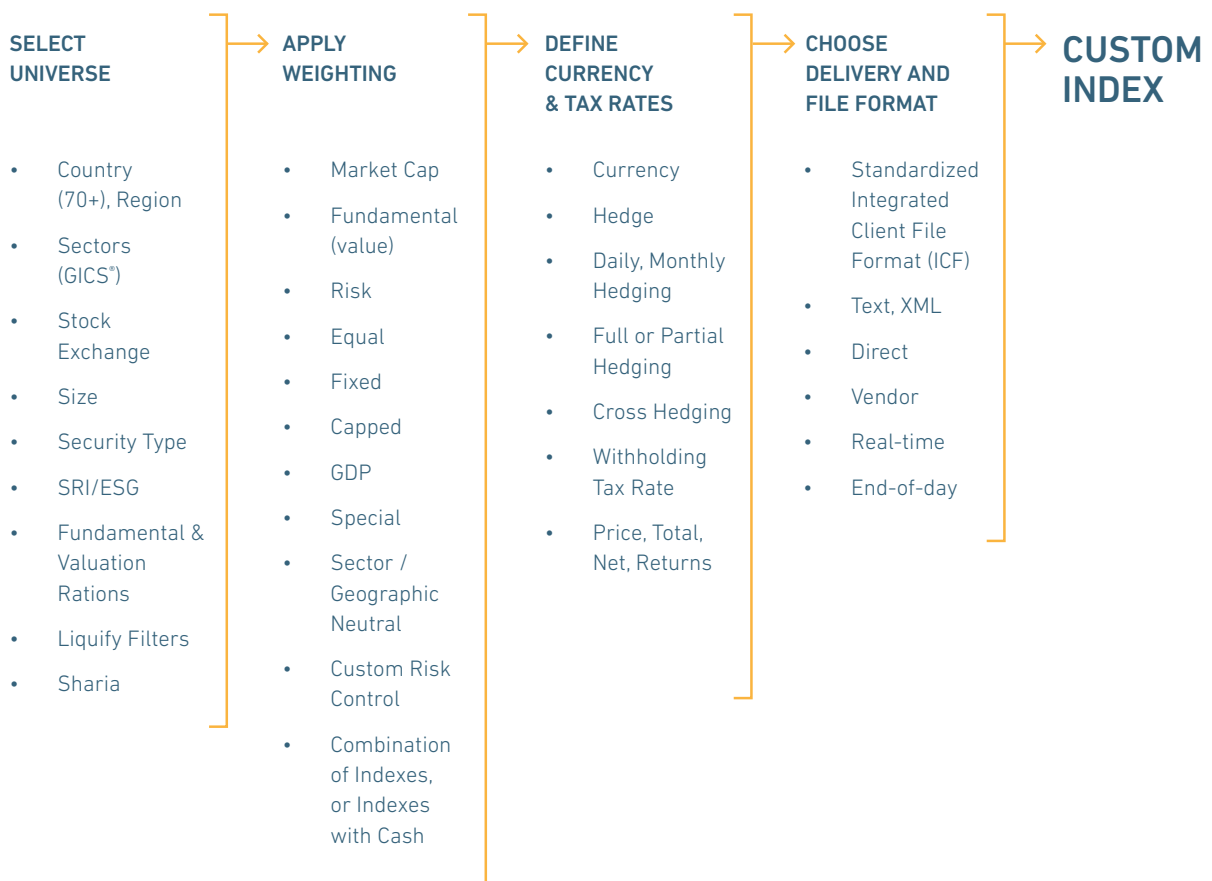 SELECT
UNIVERSE
• Country
(70+), Region
• Sectors
(GICS®)
• Stock
Exchange
• Size
• Security Type
• SRI/ESG
• Fundamental &
Valuation
Rations
• Liquify Filters
• Sharia
APPLY
WEIGHTING
• Market Cap
• Fundamental
(value)
• Risk
• Equal
• Fixed
• Capped
• GDP
• Special
• Sector /
Geographic
Neutral
• Custom Risk
Control
• Combination
of Indexes,
or Indexes
with Cash
DEFINE
CURRENCY
& TAX RATES
• Currency
• Hedge
• Daily, Monthly
Hedging
• Full or Partial
Hedging
• Cross Hedging
• Withholding
Tax Rate
• Price, Total,
Net, Returns
CHOOSE
DELIVERY AND
FILE FORMAT
• Standardized
Integrated
Client File
Format (ICF)
• Text, XML
• Direct
• Vendor
• Real-time
• End-of-day
CUSTOM
INDEX